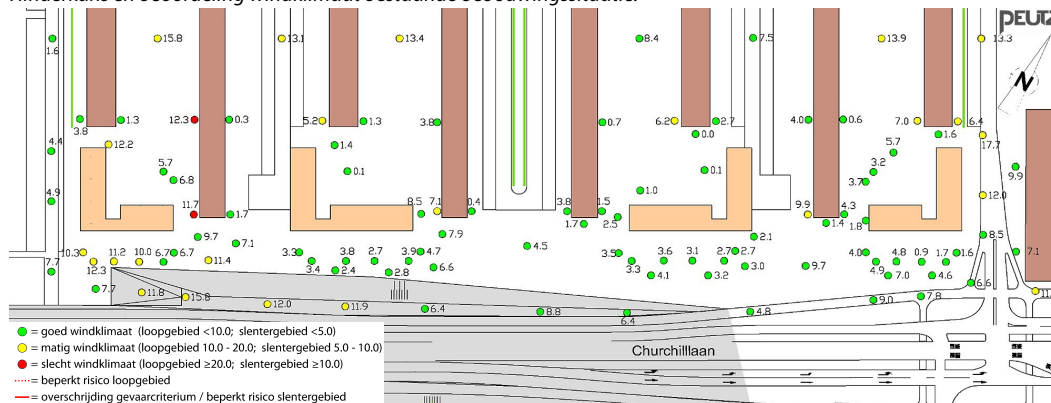 Hinderkans en beoordeling windklimaat bestaande bebouwingssituatie.
PEUTZ
1.6 15.8 13.1 13.4 8.4 7.5 13.9 13.3
N
3.8 1.3 12.3 0.3 5.2 1.3 3.8 0.7 6.2 2.7 4.0 0.6 7.0 6.4
4.4 12.2 1.4 0.0 1.6 17.7
5.7 6.8 0.1 0.1 5.7 3.2 3.7 9.9
4.9 1.0 12.0
11.7 1.7 8.5 7.1 0.4 3.8 1.5 9.9 4.3
9.7 7.1 7.9 1.7 2.5 2.1 1.4 1.8 8.5
10.3 11.2 10.0 6.7 6.7 11.4 3.3 3.8 2.7 3.9 4.7 4.5 3.5 3.6 3.1 2.7 2.7 4.0 4.8 0.9 1.7 1.6 7.1
7.7 12.3 3.4 2.4 2.8 6.6 3.3 4.1 3.2 3.0 9.7 4.9 7.0 4.6 6.6
7.7 11.8 15.8 12.0 11.9 6.4 8.8 6.4 4.8 9.0 7.8
= goed windklimaat (loopgebied <10.0; slentergebied <5.0)
= matig windklimaat (loopgebied 10.0 - 20.0; slentergebied 5.0 - 10.0)
= slecht windklimaat (loopgebied ≥20.0; slentergebied ≥10.0)
= beperkt risico loopgebied
= overschrijding gevaarcriterium / beperkt risico slentergebied
Churchilllaan